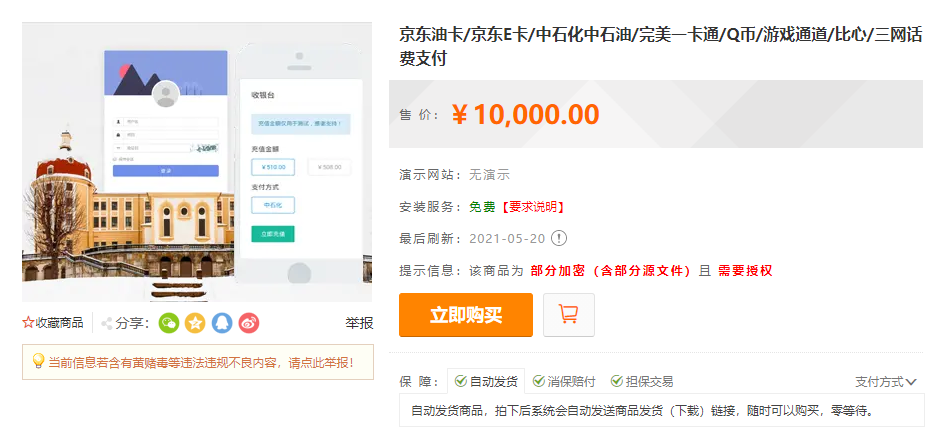 京东油卡/京东E卡/中石化中石油/完美一卡通/Q币/游戏通道/比心/三网话
费支付
售 价： ￥10,000.00
演示网站：无演示
安装服务：免费【要求说明】
最后刷新：2021-05-20
提示信息：该商品为 部分加密（含部分源文件）且 需要授权
立即购买
保 障： 自动发货 消保赔付 担保交易 支付方式
自动发货商品，拍下后系统会自动发送商品发货（下载）链接，随时可以购买，零等待。
登录
收银台
充值金额仅用于测试，感谢支持！
充值金额
￥510.00 ￥508.00
支付方式
中石化
立即充值
收藏商品 分享： 举报
当前信息若含有黄赌毒等违法违规不良内容，请点此举报！